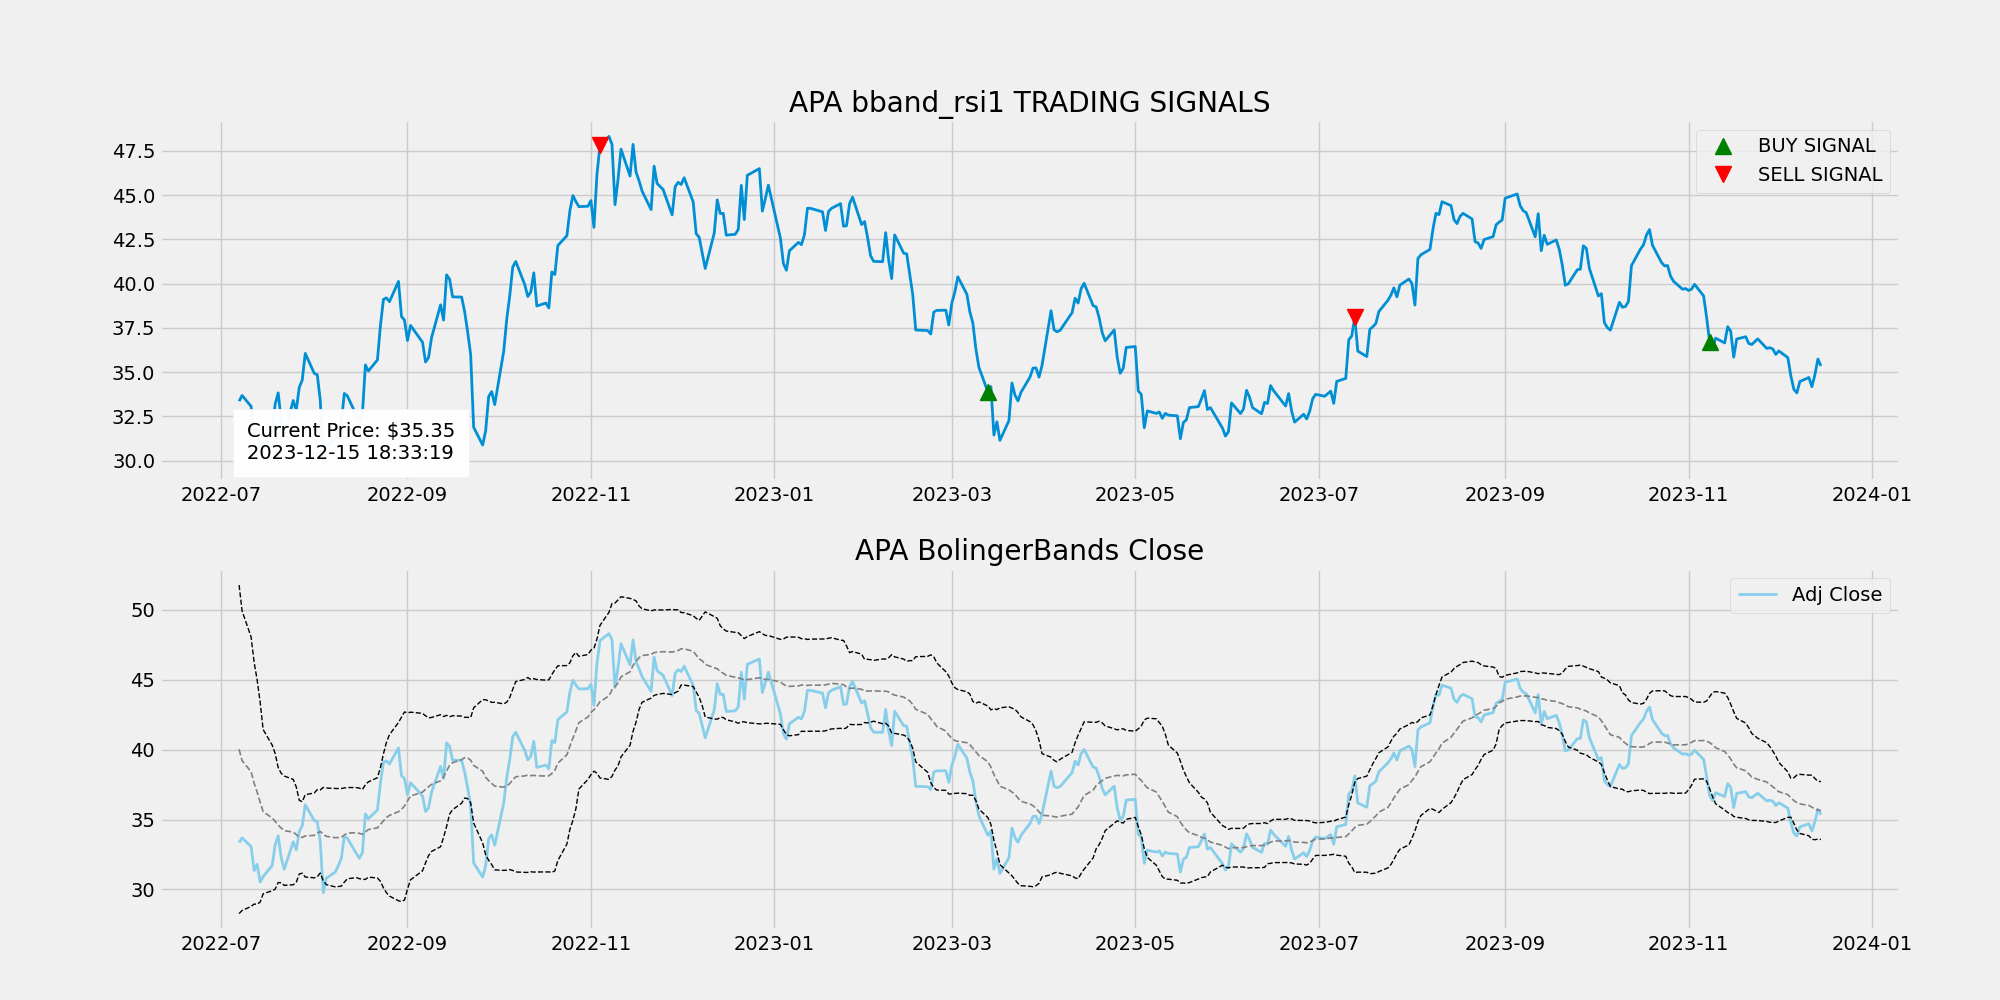 APA bband_rsi1 TRADING SIGNALS
BUY SIGNAL
SELL SIGNAL
47.5
45.0
42.5
40.0
37.5
35.0
32.5
30.0
Current Price: $35.35
2023-12-15 18:33:19
2022-07 2022-09 2022-11 2023-01 2023-03 2023-05 2023-07 2023-09 2023-11 2024-01
APA BolingerBands Close
Adj Close
50
45
40
35
30
2022-07 2022-09 2022-11 2023-01 2023-03 2023-05 2023-07 2023-09 2023-11 2024-01